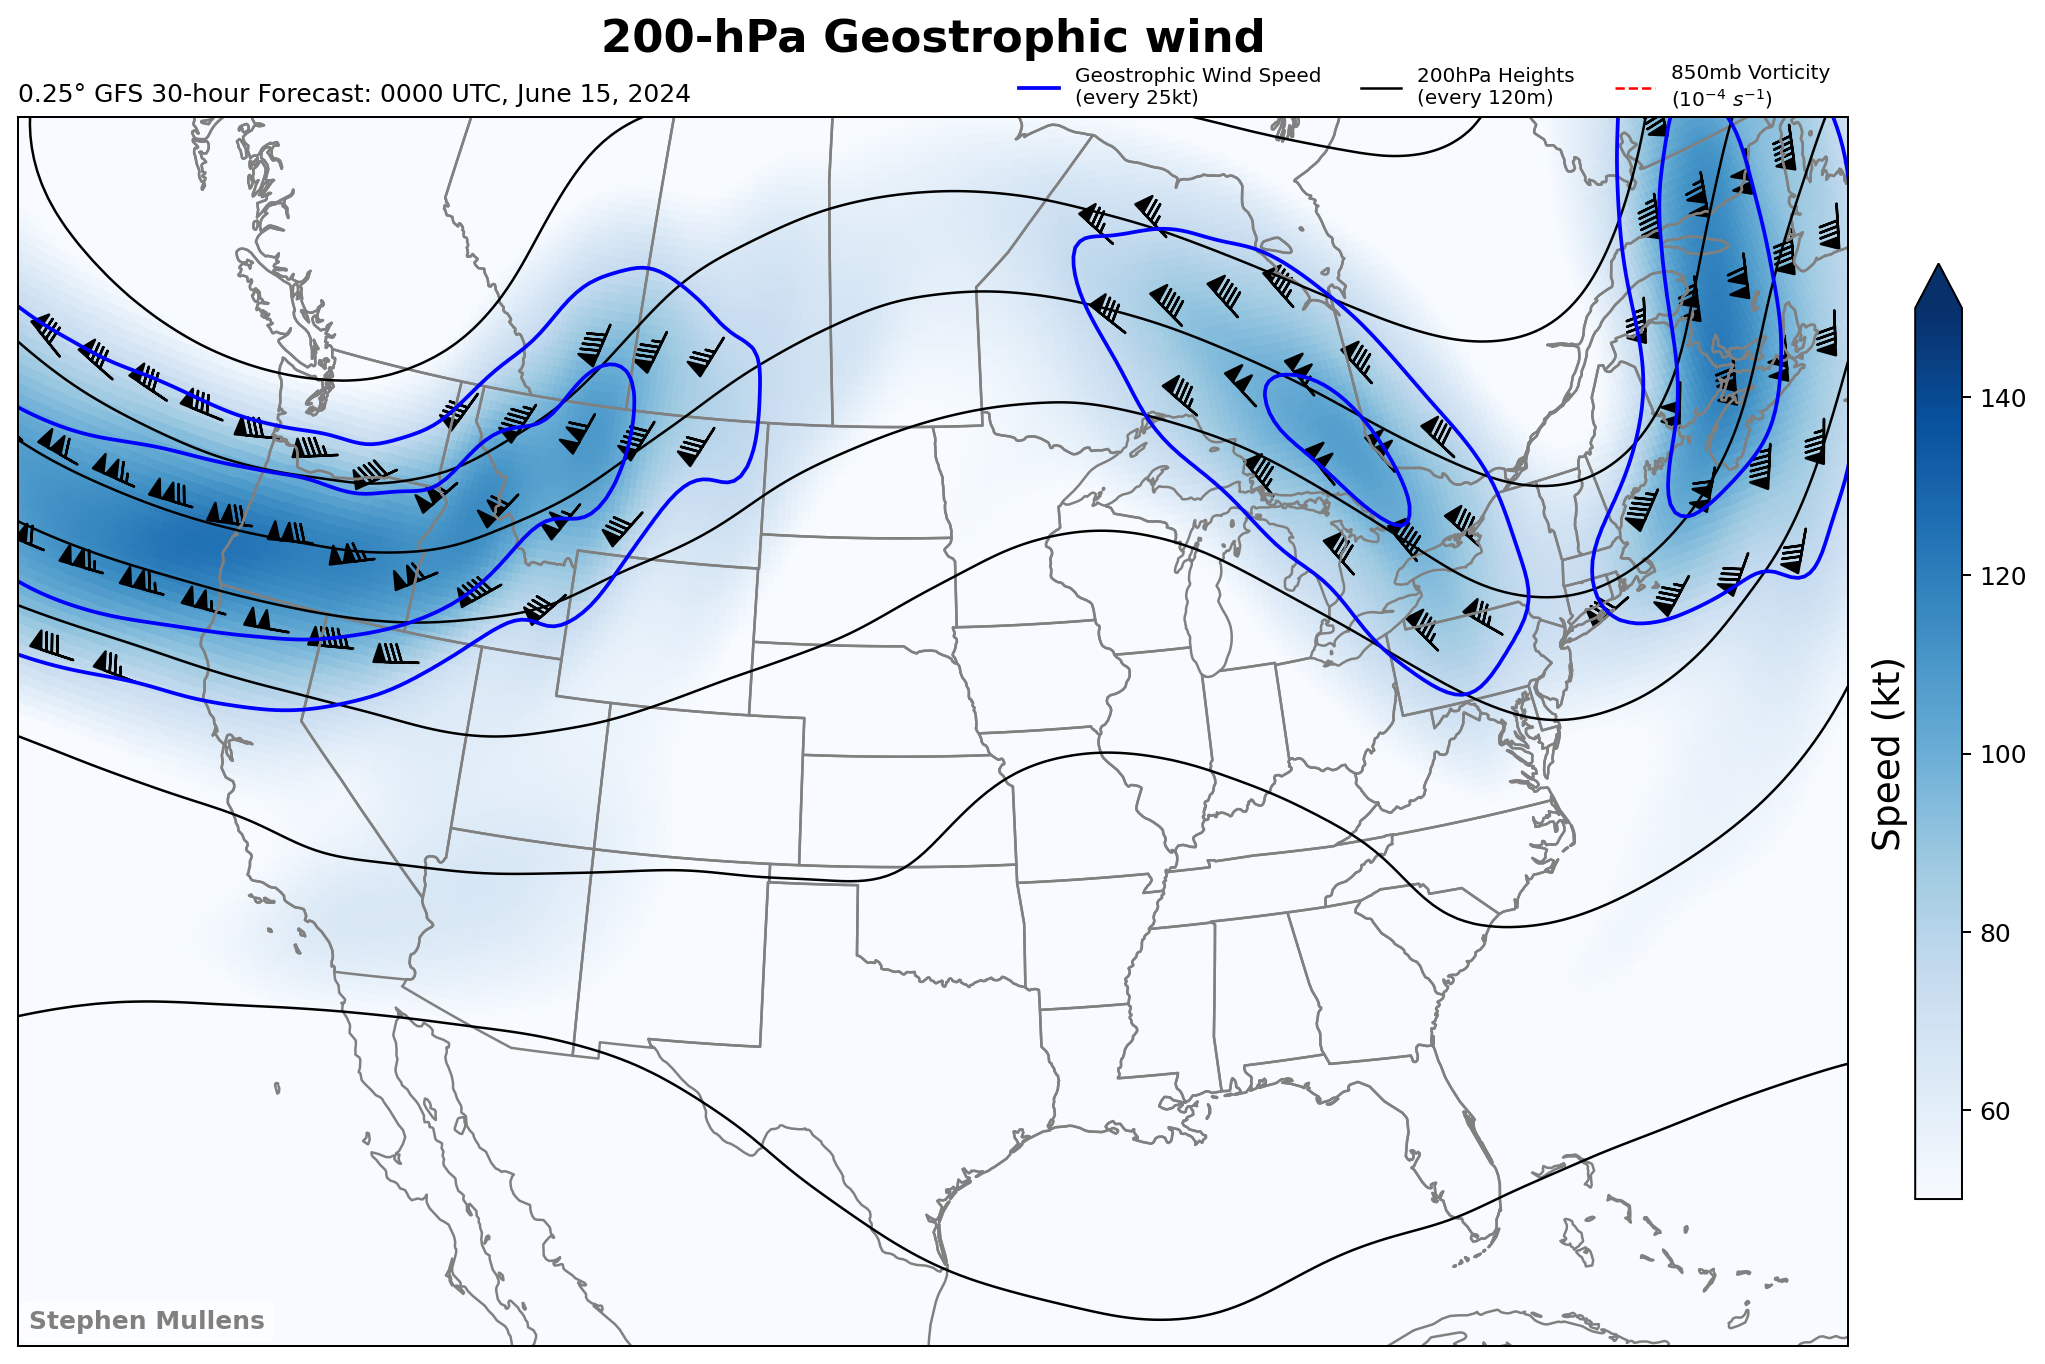 200-hPa Geostrophic wind
0.25° GFS 30-hour Forecast: 0000 UTC, June 15, 2024
Geostrophic Wind Speed
(every 25kt)
200hPa Heights
(every 120m)
850mb Vorticity
(10⁻⁴ s⁻¹)
140
120
100
80
60
Speed (kt)
Stephen Mullens